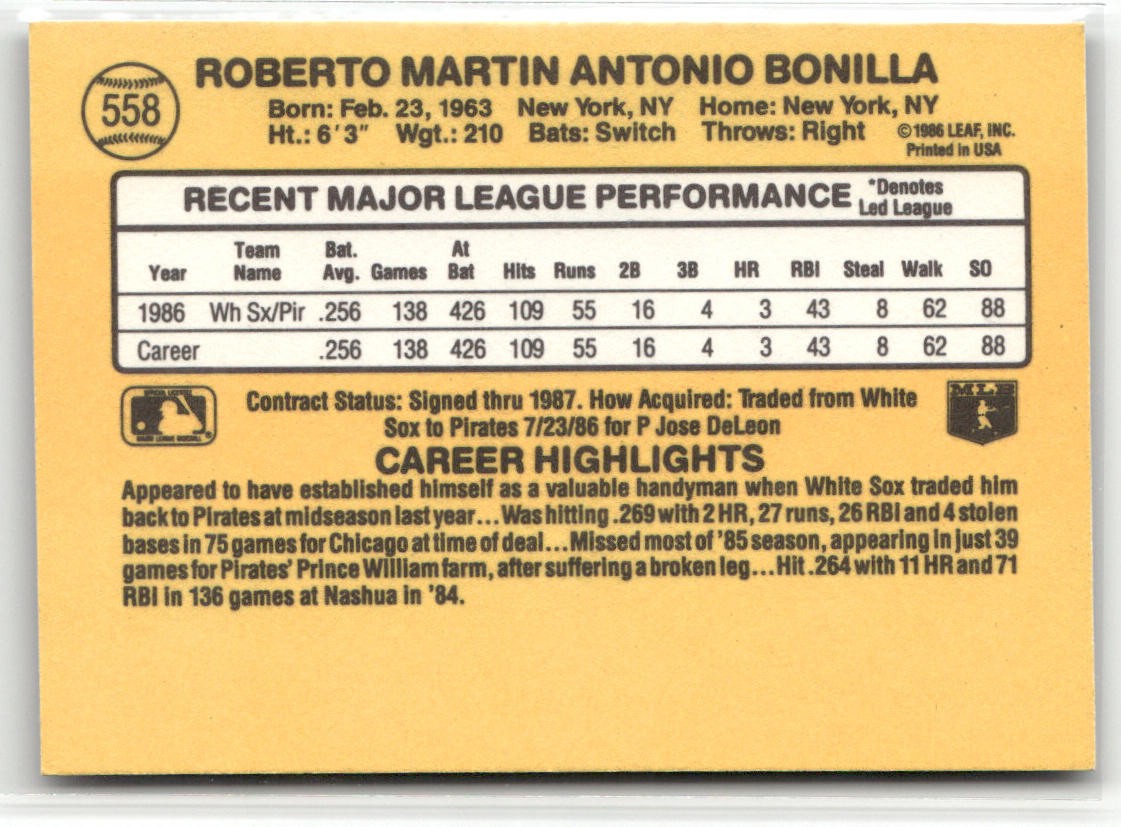 558
ROBERTO MARTIN ANTONIO BONILLA
Born: Feb. 23, 1963 New York, NY Home: New York, NY
Ht.: 6'3" Wgt.: 210 Bats: Switch Throws: Right
©1986 LEAF, INC.
Printed in USA
RECENT MAJOR LEAGUE PERFORMANCE
*Denotes
Led League
Year Team Name Bat. Avg. Games At Bat Hits Runs 2B 3B HR RBI Steal Walk SO
1986 Wh Sx/Pir .256 138 426 109 55 16 4 3 43 8 62 88
Career .256 138 426 109 55 16 4 3 43 8 62 88
MLB
Contract Status: Signed thru 1987. How Acquired: Traded from White
Sox to Pirates 7/23/86 for P Jose DeLeon
CAREER HIGHLIGHTS
Appeared to have established himself as a valuable handyman when White Sox traded him
back to Pirates at midseason last year...Was hitting .269 with 2 HR, 27 runs, 26 RBI and 4 stolen
bases in 75 games for Chicago at time of deal...Missed most of '85 season, appearing in just 39
games for Pirates' Prince William farm, after suffering a broken leg...Hit .264 with 11 HR and 71
RBI in 136 games at Nashua in '84.